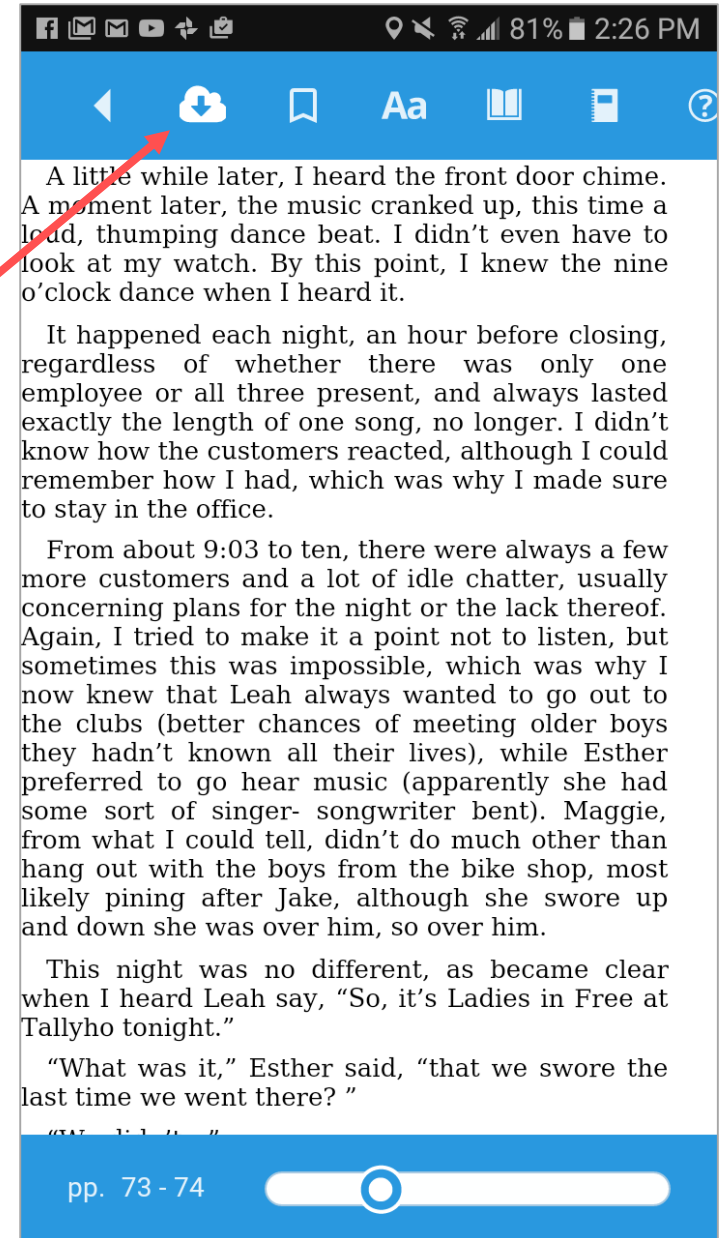 81% 2:26 PM
Aa
?
A little while later, I heard the front door chime.
A moment later, the music cranked up, this time a
loud, thumping dance beat. I didn’t even have to
look at my watch. By this point, I knew the nine
o’clock dance when I heard it.
It happened each night, an hour before closing,
regardless of whether there was only one
employee or all three present, and always lasted
exactly the length of one song, no longer. I didn’t
know how the customers reacted, although I could
remember how I had, which was why I made sure
to stay in the office.
From about 9:03 to ten, there were always a few
more customers and a lot of idle chatter, usually
concerning plans for the night or the lack thereof.
Again, I tried to make it a point not to listen, but
sometimes this was impossible, which was why I
now knew that Leah always wanted to go out to
the clubs (better chances of meeting older boys
they hadn’t known all their lives), while Esther
preferred to go hear music (apparently she had
some sort of singer- songwriter bent). Maggie,
from what I could tell, didn’t do much other than
hang out with the boys from the bike shop, most
likely pining after Jake, although she swore up
and down she was over him, so over him.
This night was no different, as became clear
when I heard Leah say, “So, it’s Ladies in Free at
Tallyho tonight.”
“What was it,” Esther said, “that we swore the
last time we went there? ”
pp. 73 - 74